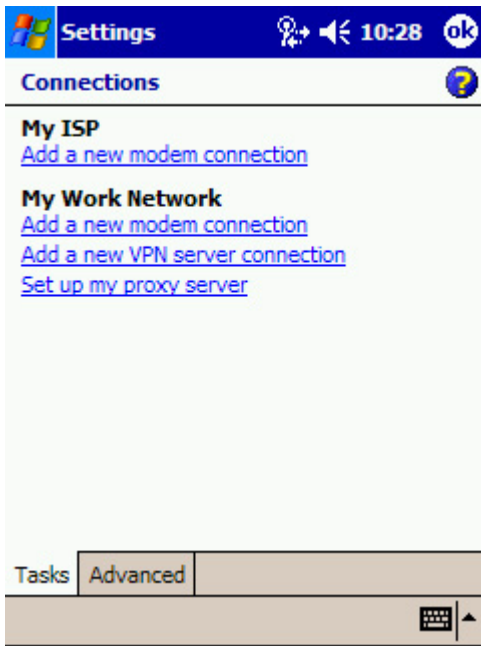 Settings 10:28 ok
Connections ?
My ISP
Add a new modem connection
My Work Network
Add a new modem connection
Add a new VPN server connection
Set up my proxy server
Tasks Advanced